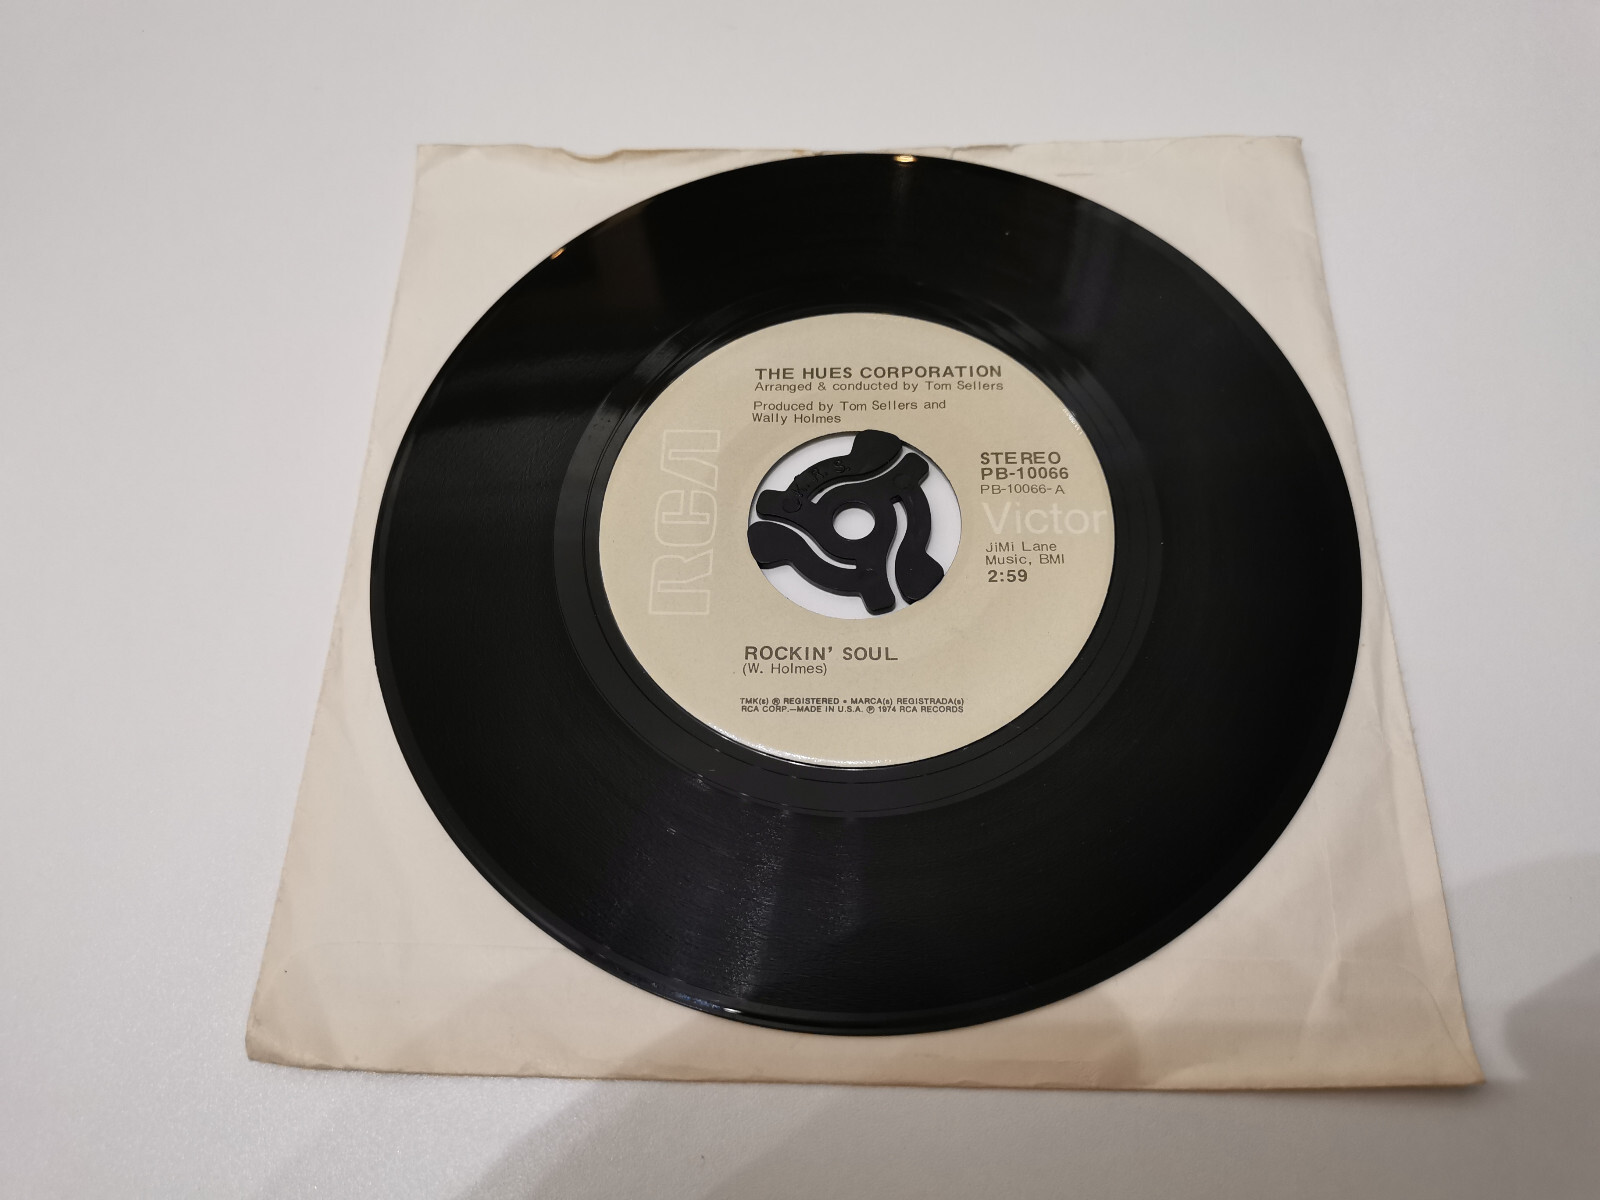 THE HUES CORPORATION
Arranged & conducted by Tom Sellers
Produced by Tom Sellers and
Wally Holmes
RCA
STEREO
PB-10066
PB-10066-A
Victor
JiMi Lane
Music, BMI
2:59
ROCKIN' SOUL
(W. Holmes)
TMK(s) ® REGISTERED • MARCA(s) REGISTRADA(s)
RCA CORP.—MADE IN U.S.A. ℗ 1974 RCA RECORDS